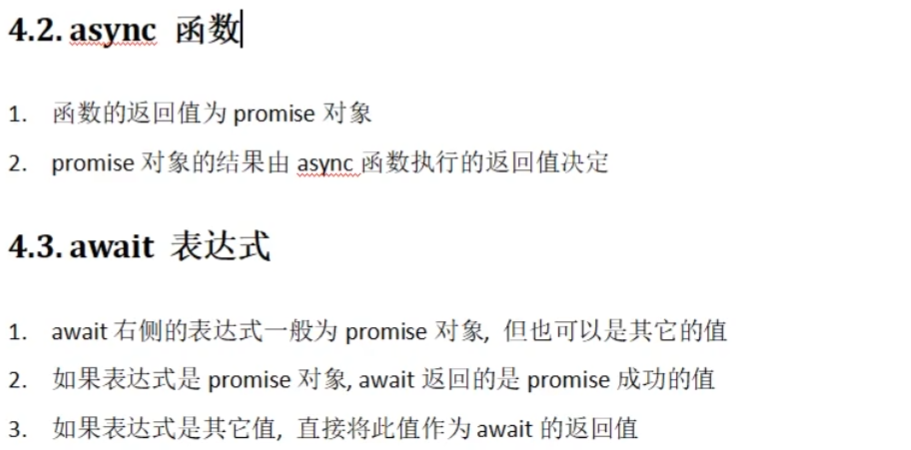 4.2. async 函数
1. 函数的返回值为 promise 对象
2. promise 对象的结果由 async 函数执行的返回值决定
4.3. await 表达式
1. await 右侧的表达式一般为 promise 对象, 但也可以是其它的值
2. 如果表达式是 promise 对象, await 返回的是 promise 成功的值
3. 如果表达式是其它值, 直接将此值作为 await 的返回值